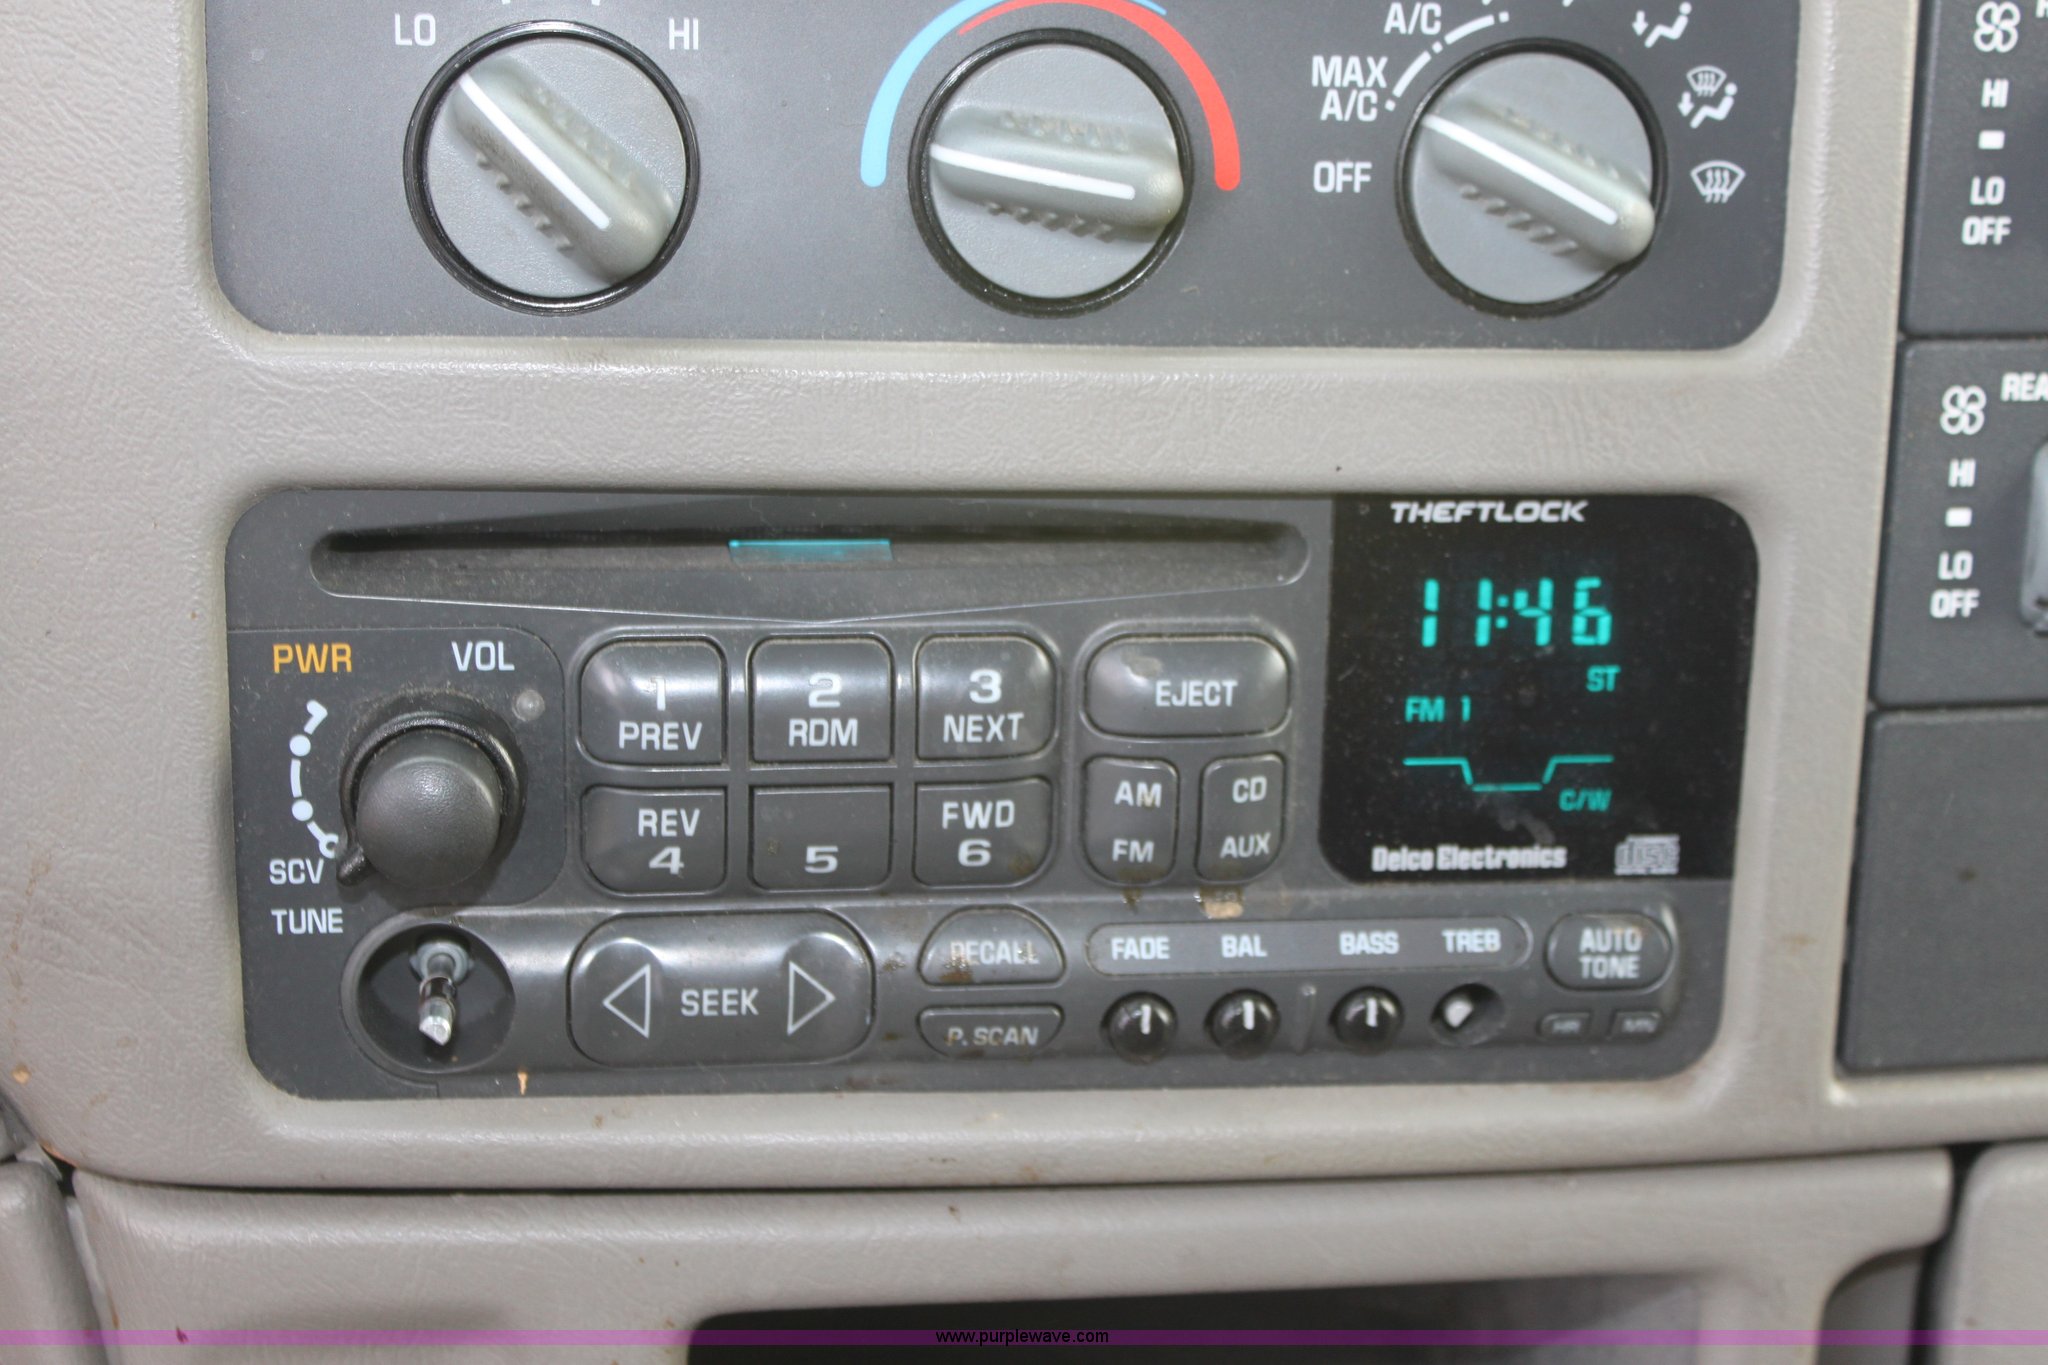 LO
HI
A/C
MAX
A/C
OFF
HI
LO
OFF
HI
LO
OFF
THEFTLOCK
11:46
ST
FM 1
C/W
Delco Electronics
PWR
VOL
SCV
TUNE
1
PREV
2
RDM
3
NEXT
EJECT
REV
4
5
FWD
6
AM
FM
CD
AUX
SEEK
RECALL
P.SCAN
FADE
BAL
BASS
TREB
AUTO
TONE
HR
MN
www.purplewave.com